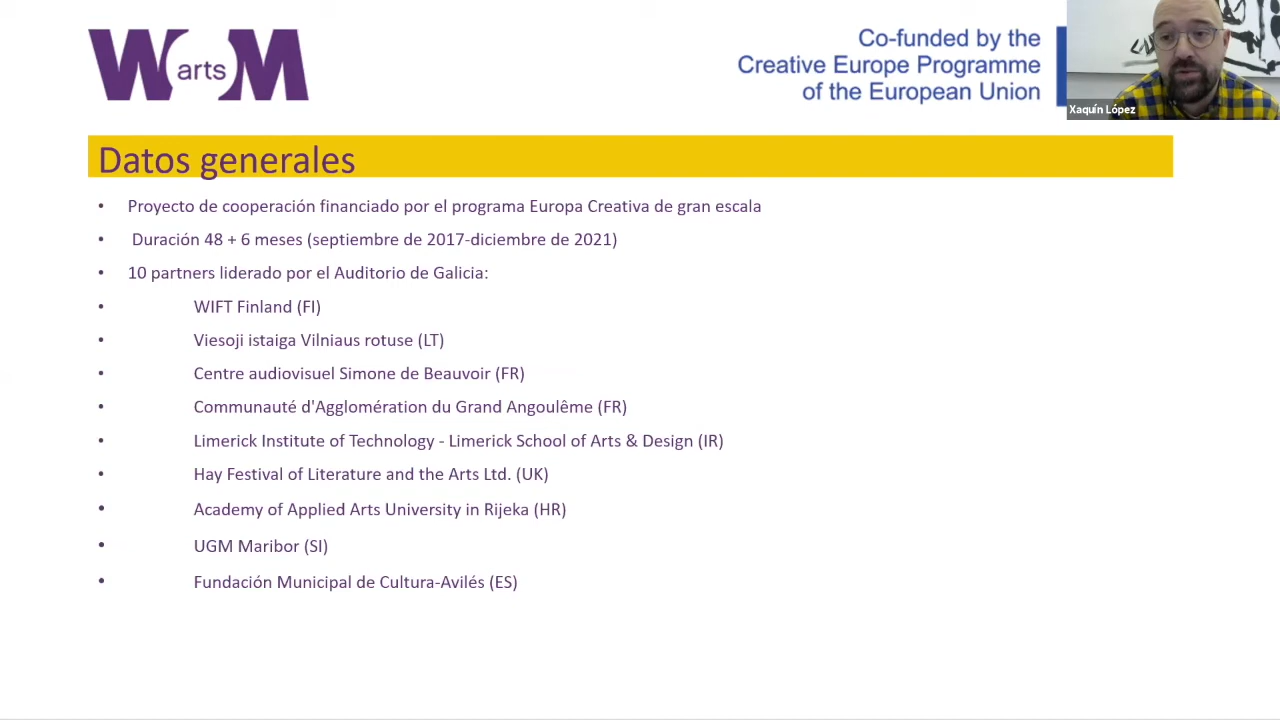 W arts M
Co-funded by the
Creative Europe Programme
of the European Union
Xaquín López
Datos generales
• Proyecto de cooperación financiado por el programa Europa Creativa de gran escala
• Duración 48 + 6 meses (septiembre de 2017-diciembre de 2021)
• 10 partners liderado por el Auditorio de Galicia:
• WIFT Finland (FI)
• Viesoji istaiga Vilniaus rotuse (LT)
• Centre audiovisuel Simone de Beauvoir (FR)
• Communauté d'Agglomération du Grand Angoulême (FR)
• Limerick Institute of Technology - Limerick School of Arts & Design (IR)
• Hay Festival of Literature and the Arts Ltd. (UK)
• Academy of Applied Arts University in Rijeka (HR)
• UGM Maribor (SI)
• Fundación Municipal de Cultura-Avilés (ES)